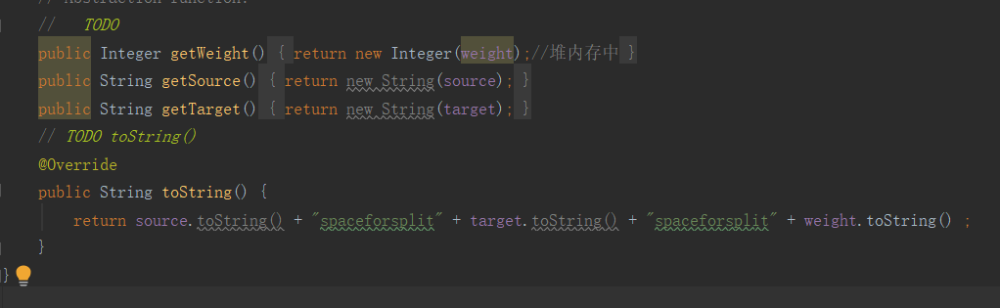 // Abstraction function:
// TODO
public Integer getWeight() { return new Integer(weight);//堆内存中 }
public String getSource() { return new String(source); }
public String getTarget() { return new String(target); }
// TODO toString()
@Override
public String toString() {
return source.toString() + "spaceforsplit" + target.toString() + "spaceforsplit" + weight.toString() ;
}
}